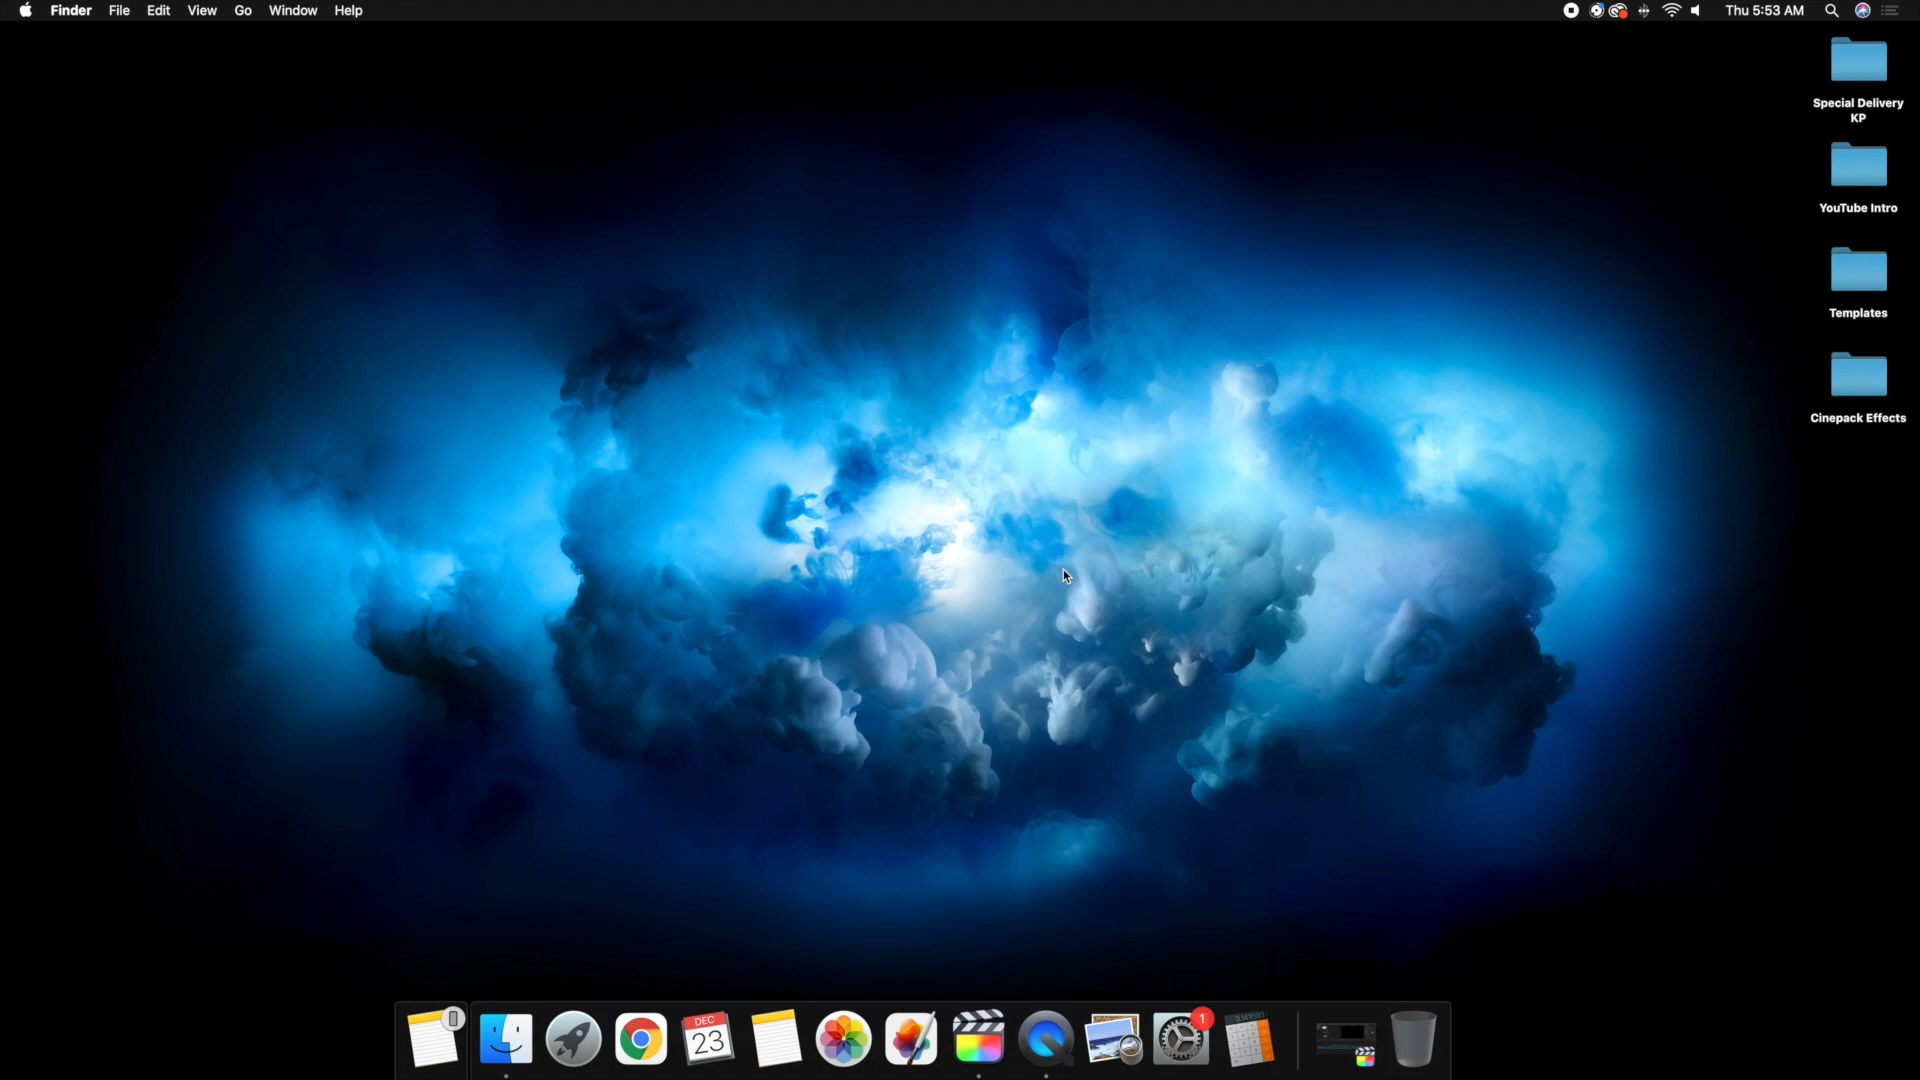 Finder File Edit View Go Window Help
Thu 5:53 AM
Special Delivery
KP
YouTube Intro
Templates
Cinepack Effects
DEC
23
1